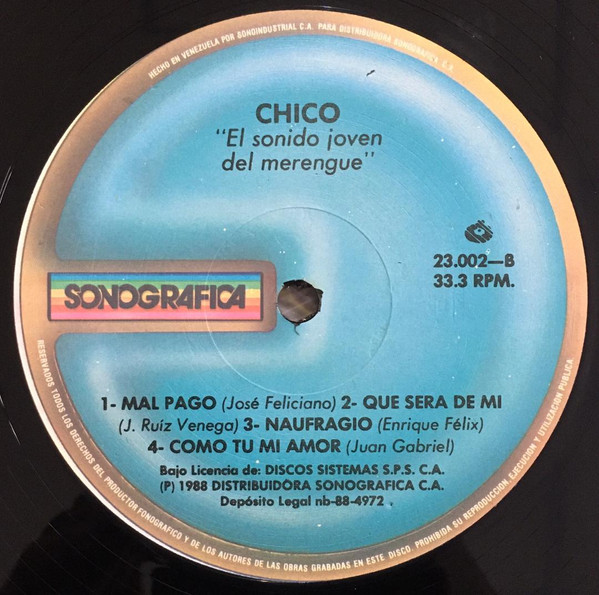 HECHO EN VENEZUELA POR SONOINDUSTRIAL C.A. PARA DISTRIBUIDORA SONOGRAFICA, C.A.
CHICO
"El sonido joven
del merengue"
23.002—B
33.3 RPM.
SONOGRAFICA
1- MAL PAGO (José Feliciano) 2- QUE SERA DE MI
(J. Ruíz Venega) 3- NAUFRAGIO (Enrique Félix)
4- COMO TU MI AMOR (Juan Gabriel)
Bajo Licencia de: DISCOS SISTEMAS S.P.S. C.A.
(P) 1988 DISTRIBUIDORA SONOGRAFICA C.A.
Depósito Legal nb-88-4972
RESERVADOS TODOS LOS DERECHOS DEL PRODUCTOR FONOGRAFICO Y DE LOS AUTORES DE LAS OBRAS GRABADAS EN ESTE DISCO. PROHIBIDA SU REPRODUCCION, EJECUCION Y UTILIZACION PUBLICA.